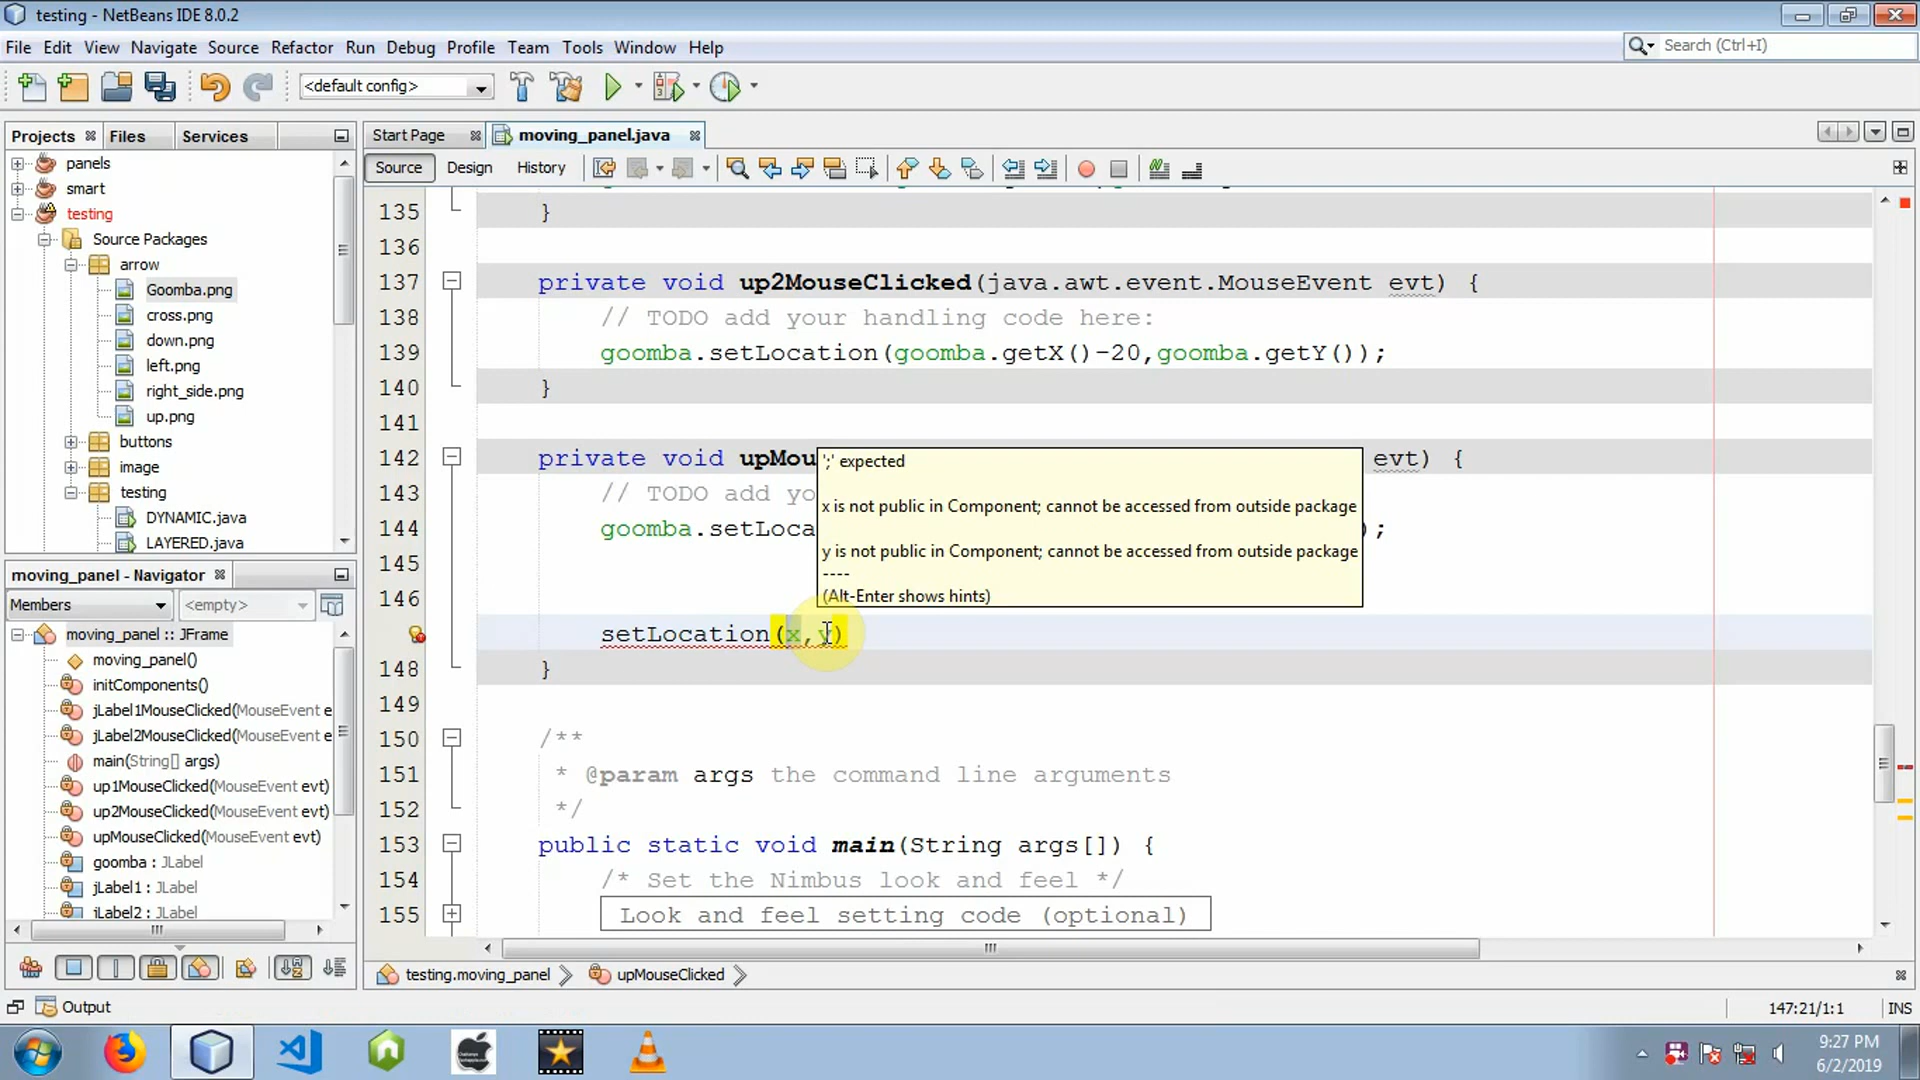 testing - NetBeans IDE 8.0.2
File Edit View Navigate Source Refactor Run Debug Profile Team Tools Window Help
Search (Ctrl+I)
<default config>
Projects Files Services
Start Page moving_panel.java
Source Design History
panels
smart
testing
Source Packages
arrow
Goomba.png
cross.png
down.png
left.png
right_side.png
up.png
buttons
image
testing
DYNAMIC.java
LAYERED.java
moving_panel - Navigator
Members <empty>
moving_panel :: JFrame
moving_panel()
initComponents()
jLabel1MouseClicked(MouseEvent e
jLabel2MouseClicked(MouseEvent e
main(String[] args)
up1MouseClicked(MouseEvent evt)
up2MouseClicked(MouseEvent evt)
upMouseClicked(MouseEvent evt)
goomba : JLabel
jLabel1 : JLabel
jLabel2 : JLabel
135 }
136
137 private void up2MouseClicked(java.awt.event.MouseEvent evt) {
138 // TODO add your handling code here:
139 goomba.setLocation(goomba.getX()-20,goomba.getY());
140 }
141
142 private void upMou evt) {
143 // TODO add yo
144 goomba.setLoca );
145
146
setLocation(x,y)
148 }
149
150 /**
151 * @param args the command line arguments
152 */
153 public static void main(String args[]) {
154 /* Set the Nimbus look and feel */
155 Look and feel setting code (optional)
';' expected
x is not public in Component; cannot be accessed from outside package
y is not public in Component; cannot be accessed from outside package
----
(Alt-Enter shows hints)
testing.moving_panel upMouseClicked
Output
147:21/1:1 INS
9:27 PM
6/2/2019